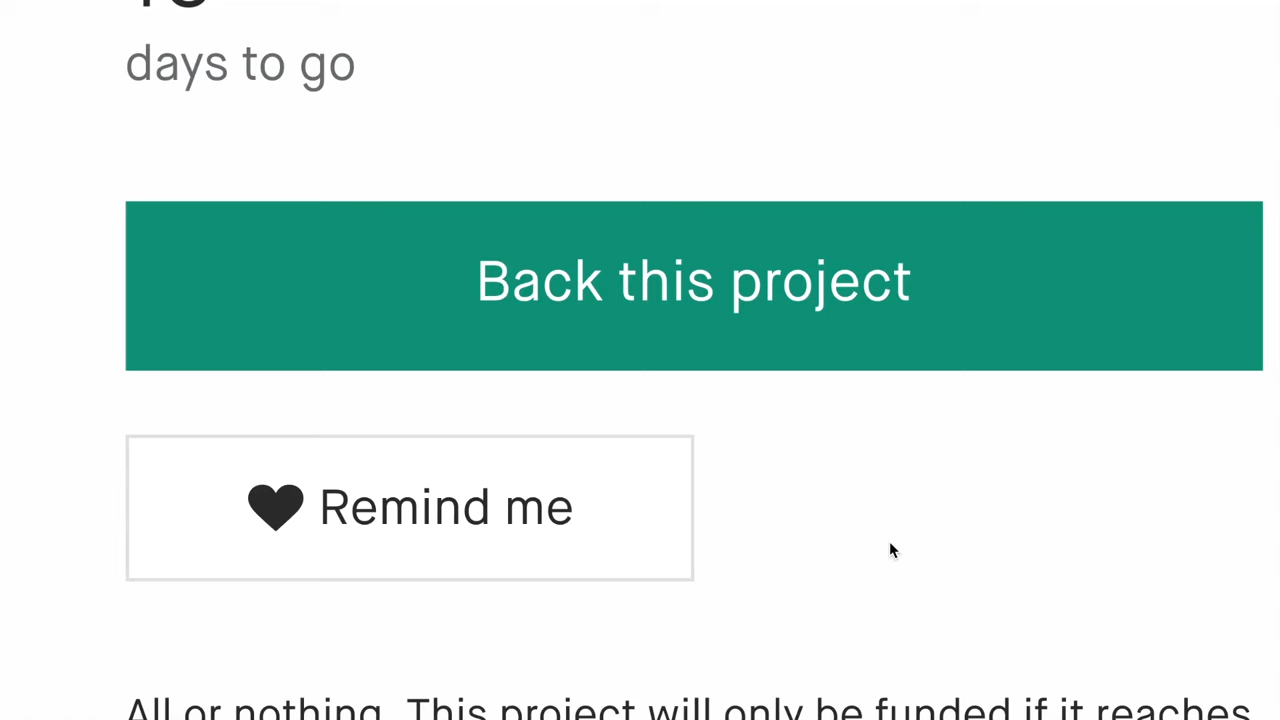 days to go
Back this project
Remind me
All or nothing. This project will only be funded if it reaches